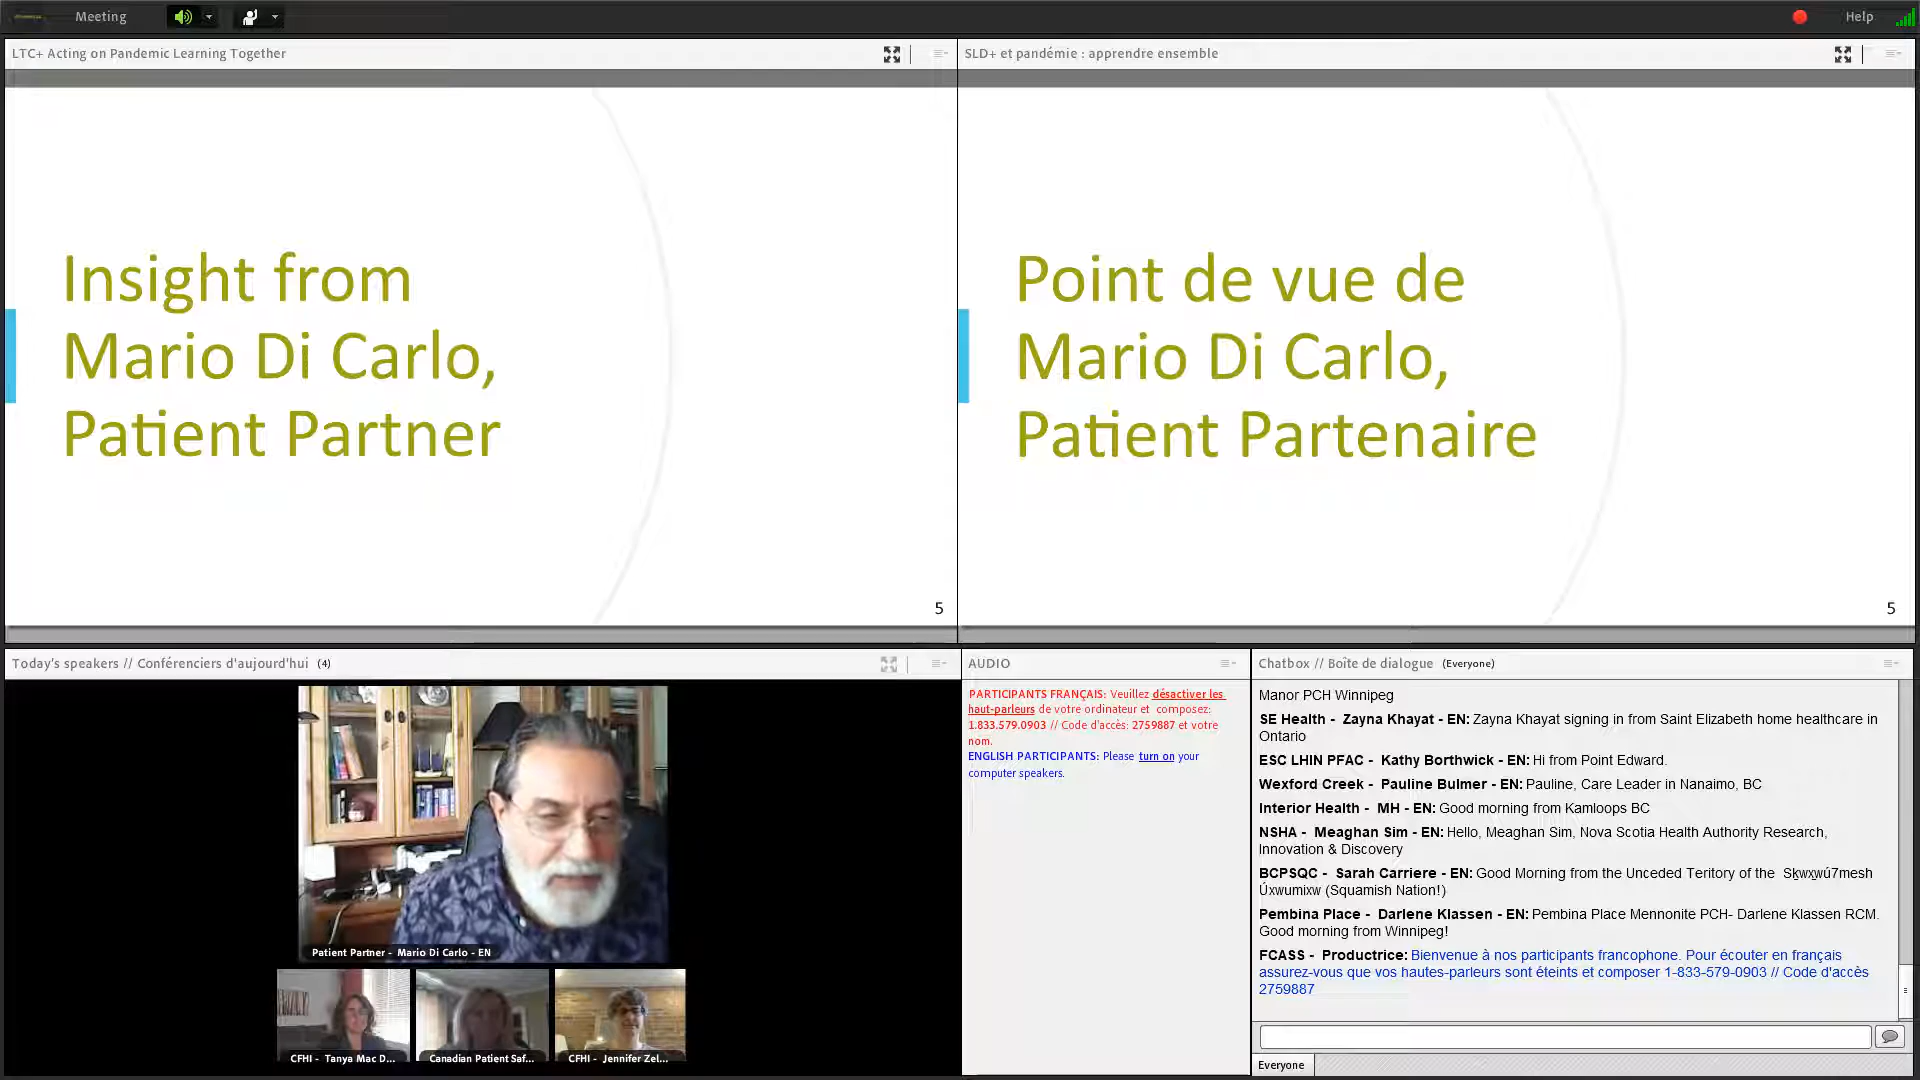 Meeting
Help
LTC+ Acting on Pandemic Learning Together
SLD+ et pandémie : apprendre ensemble
Insight from
Mario Di Carlo,
Patient Partner
5
Point de vue de
Mario Di Carlo,
Patient Partenaire
5
Today's speakers // Conférenciers d'aujourd'hui (4)
Patient Partner - Mario Di Carlo - EN
CFHI - Tanya Mac D...
Canadian Patient Saf...
CFHI - Jennifer Zel...
AUDIO
PARTICIPANTS FRANÇAIS: Veuillez désactiver les
haut-parleurs de votre ordinateur et composez:
1.833.579.0903 // Code d'accès: 2759887 et votre
nom.
ENGLISH PARTICIPANTS: Please turn on your
computer speakers.
Chatbox // Boîte de dialogue (Everyone)
Manor PCH Winnipeg
SE Health - Zayna Khayat - EN: Zayna Khayat signing in from Saint Elizabeth home healthcare in
Ontario
ESC LHIN PFAC - Kathy Borthwick - EN: Hi from Point Edward.
Wexford Creek - Pauline Bulmer - EN: Pauline, Care Leader in Nanaimo, BC
Interior Health - MH - EN: Good morning from Kamloops BC
NSHA - Meaghan Sim - EN: Hello, Meaghan Sim, Nova Scotia Health Authority Research,
Innovation & Discovery
BCPSQC - Sarah Carriere - EN: Good Morning from the Unceded Teritory of the Sḵwx̱wú7mesh
Úxwumixw (Squamish Nation!)
Pembina Place - Darlene Klassen - EN: Pembina Place Mennonite PCH- Darlene Klassen RCM.
Good morning from Winnipeg!
FCASS - Productrice: Bienvenue à nos participants francophone. Pour écouter en français
assurez-vous que vos hautes-parleurs sont éteints et composer 1-833-579-0903 // Code d'accès
2759887
Everyone